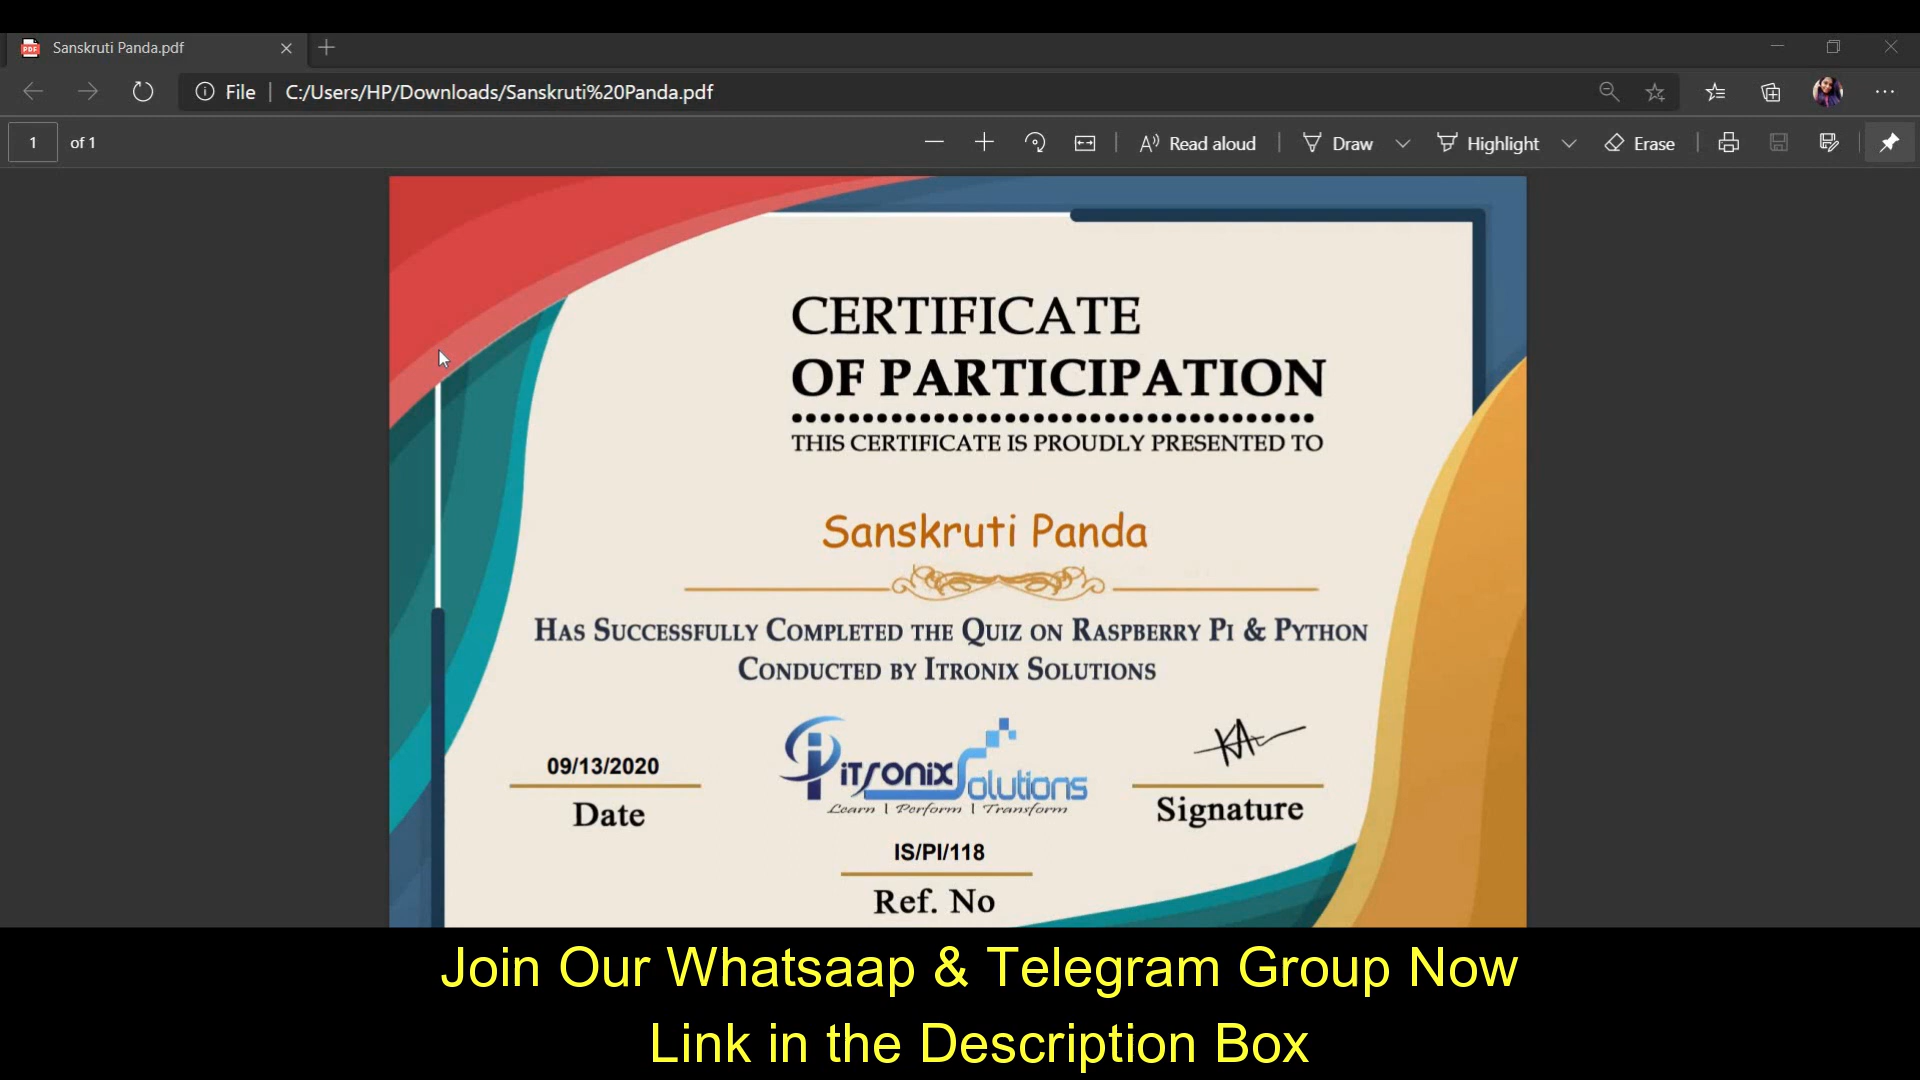 Sanskruti Panda.pdf
File C:/Users/HP/Downloads/Sanskruti%20Panda.pdf
1 of 1 Read aloud Draw Highlight Erase
CERTIFICATE
OF PARTICIPATION
THIS CERTIFICATE IS PROUDLY PRESENTED TO
Sanskruti Panda
HAS SUCCESSFULLY COMPLETED THE QUIZ ON RASPBERRY PI & PYTHON
CONDUCTED BY ITRONIX SOLUTIONS
09/13/2020
Date
iTronix Solutions
Learn | Perform | Transform
Signature
IS/PI/118
Ref. No
Join Our Whatsaap & Telegram Group Now
Link in the Description Box